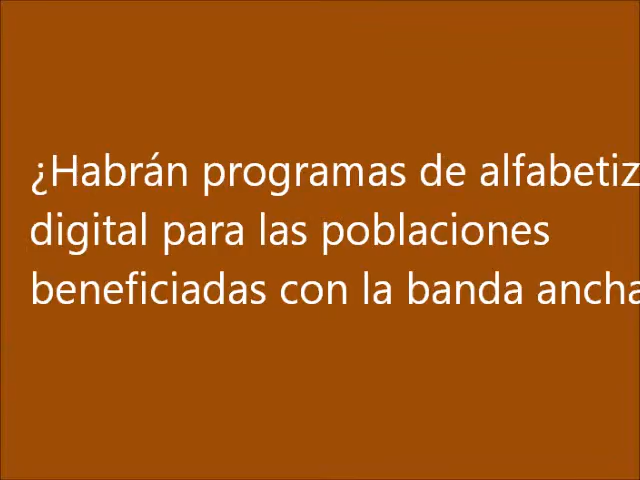 ¿Habrán programas de alfabetiz
digital para las poblaciones
beneficiadas con la banda ancha